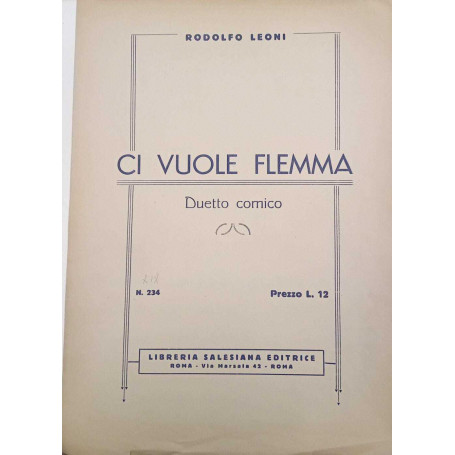 RODOLFO LEONI
CI VUOLE FLEMMA
Duetto comico
N. 234
Prezzo L. 12
LIBRERIA SALESIANA EDITRICE
ROMA - Via Marsala 42 - ROMA